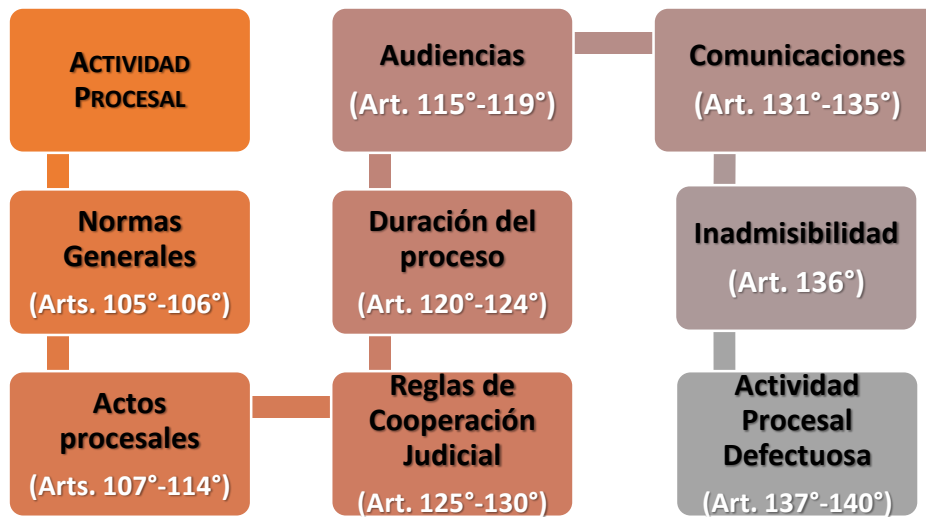 ACTIVIDAD
PROCESAL
Normas
Generales
(Arts. 105°-106°)
Actos
procesales
(Arts. 107°-114°)
Reglas de
Cooperación
Judicial
(Art. 125°-130°)
Duración del
proceso
(Art. 120°-124°)
Audiencias
(Art. 115°-119°)
Comunicaciones
(Art. 131°-135°)
Inadmisibilidad
(Art. 136°)
Actividad
Procesal
Defectuosa
(Art. 137°-140°)